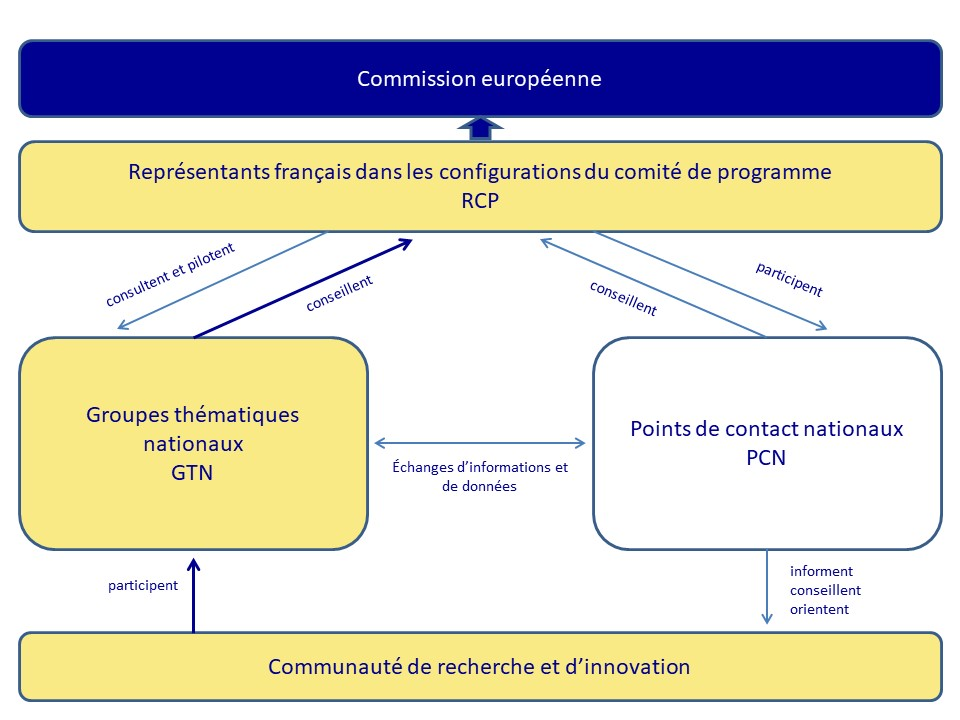 Commission européenne
Représentants français dans les configurations du comité de programme
RCP
consultent et pilotent
conseillent
conseillent
participent
Groupes thématiques
nationaux
GTN
Points de contact nationaux
PCN
Échanges d’informations et
de données
participent
informent
conseillent
orientent
Communauté de recherche et d’innovation